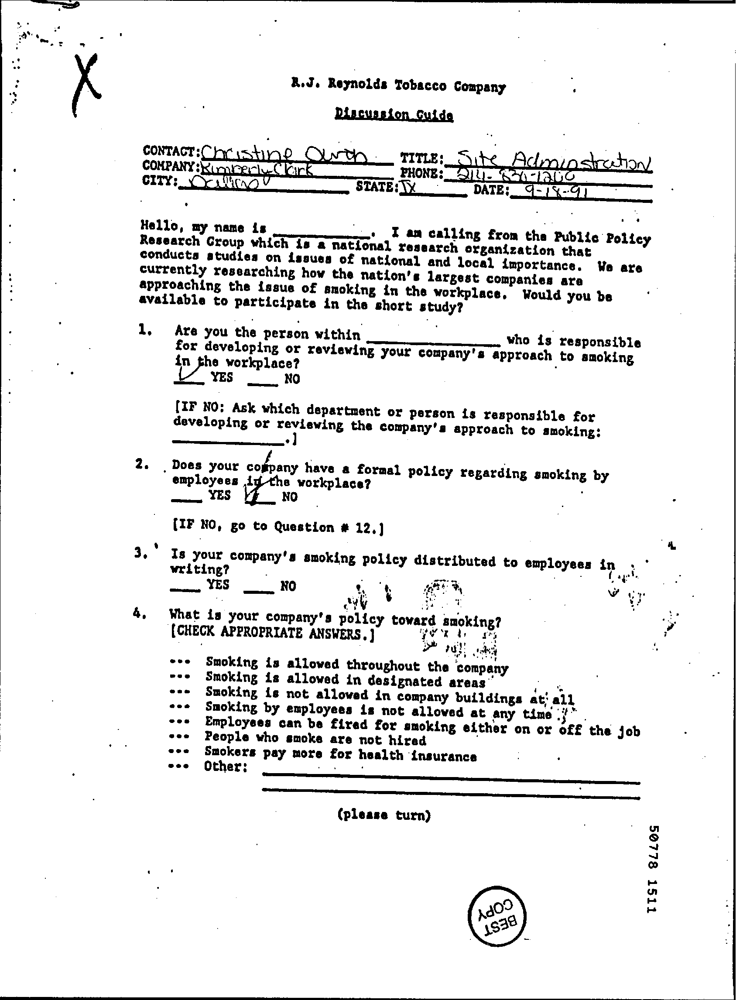 R.J. Reynolds Tobacco Company
Discussion Guide
CONTACT: Christine TITLE: Site Administration
COMPANY: Kimberly Clark PHONE: 214-
CITY: Dallas STATE: TX DATE: 9-18-91
Hello, my name is ____________. I am calling from the Public Policy
Research Group which is a national research organization that
conducts studies on issues of national and local importance. We are
currently researching how the nation's largest companies are
approaching the issue of smoking in the workplace. Would you be
available to participate in the short study?
1. Are you the person within ________________ who is responsible
for developing or reviewing your company's approach to smoking
in the workplace?
____ YES ____ NO
[IF NO: Ask which department or person is responsible for
developing or reviewing the company's approach to smoking:
______________.]
2. Does your company have a formal policy regarding smoking by
employees in the workplace?
____ YES ____ NO
[IF NO, go to Question # 12.]
3. Is your company's smoking policy distributed to employees in
writing?
____ YES ____ NO
4. What is your company's policy toward smoking?
[CHECK APPROPRIATE ANSWERS.]
--- Smoking is allowed throughout the company
--- Smoking is allowed in designated areas
--- Smoking is not allowed in company buildings at all
--- Smoking by employees is not allowed at any time
--- Employees can be fired for smoking either on or off the job
--- People who smoke are not hired
--- Smokers pay more for health insurance
--- Other:
(please turn)
50778 1511
BEST
COPY